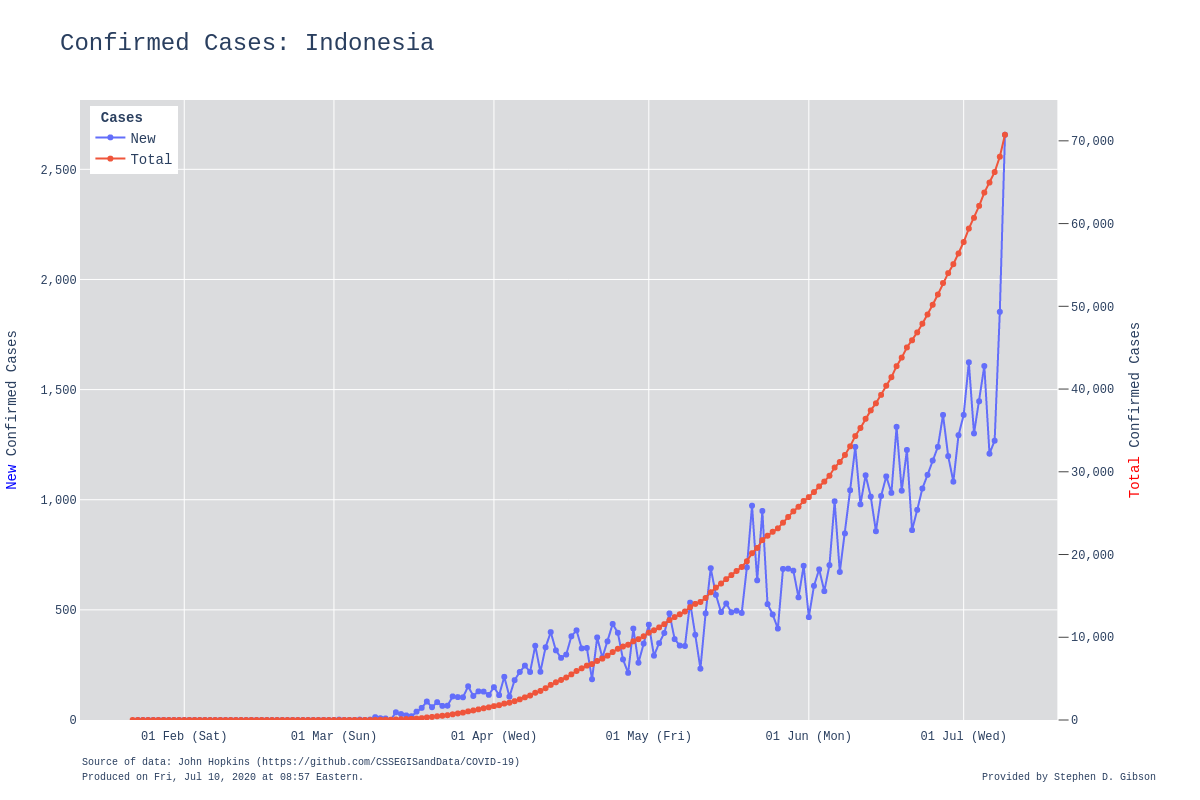 Confirmed Cases: Indonesia
Cases
New
Total
2,500
2,000
1,500
1,000
500
0
70,000
60,000
50,000
40,000
30,000
20,000
10,000
0
New Confirmed Cases
Total Confirmed Cases
01 Feb (Sat)
01 Mar (Sun)
01 Apr (Wed)
01 May (Fri)
01 Jun (Mon)
01 Jul (Wed)
Source of data: John Hopkins (https://github.com/CSSEGISandData/COVID-19)
Produced on Fri, Jul 10, 2020 at 08:57 Eastern.
Provided by Stephen D. Gibson